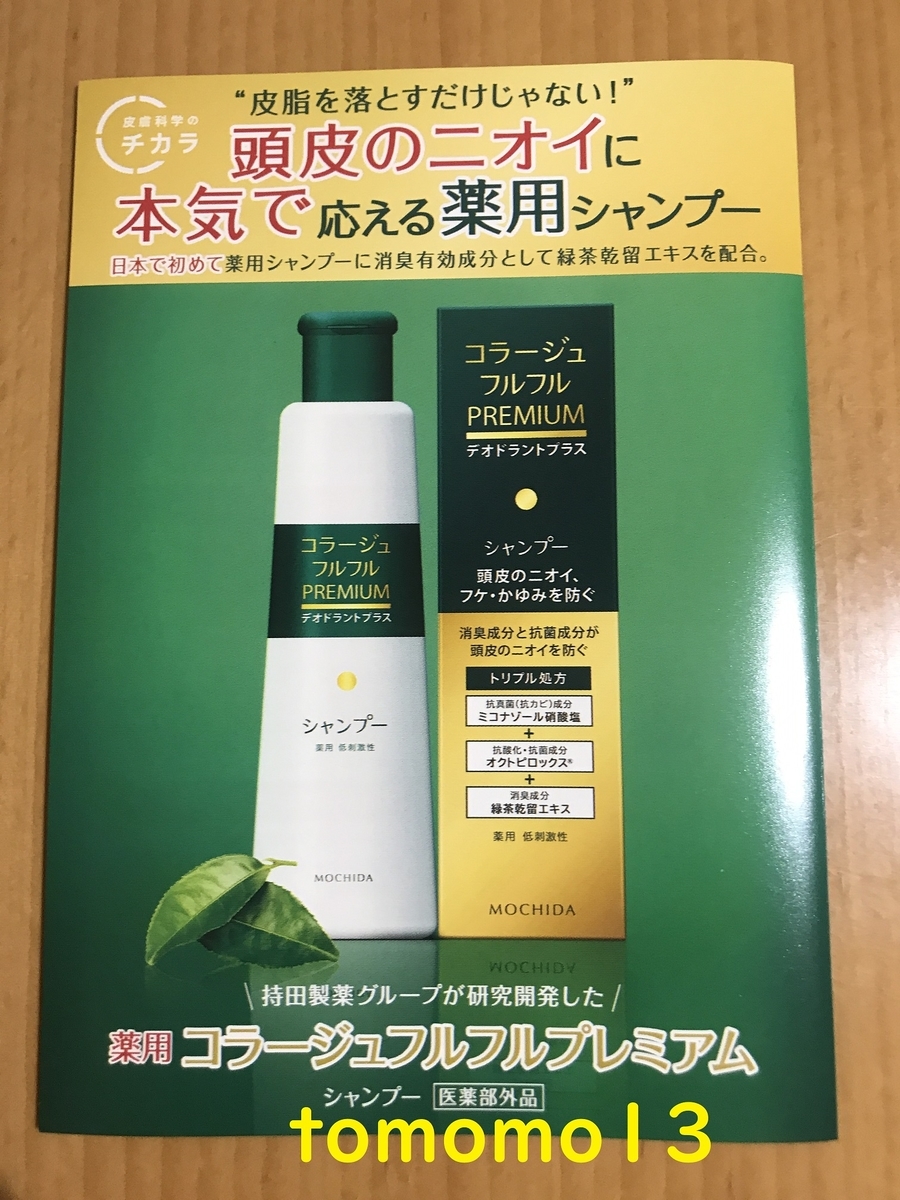 皮膚科学の
チカラ
“皮脂を落とすだけじゃない！”
頭皮のニオイに
本気で応える薬用シャンプー
日本で初めて薬用シャンプーに消臭有効成分として緑茶乾留エキスを配合。
コラージュ
フルフル
PREMIUM
デオドラントプラス
シャンプー
薬用 低刺激性
MOCHIDA
コラージュ
フルフル
PREMIUM
デオドラントプラス
シャンプー
頭皮のニオイ、
フケ・かゆみを防ぐ
消臭成分と抗菌成分が
頭皮のニオイを防ぐ
トリプル処方
抗真菌(抗カビ)成分
ミコナゾール硝酸塩
+
抗酸化・抗菌成分
オクトピロックス®
+
消臭成分
緑茶乾留エキス
薬用 低刺激性
MOCHIDA
MOCHIDA
\ 持田製薬グループが研究開発した /
薬用 コラージュフルフルプレミアム
シャンプー 医薬部外品
tomomo13